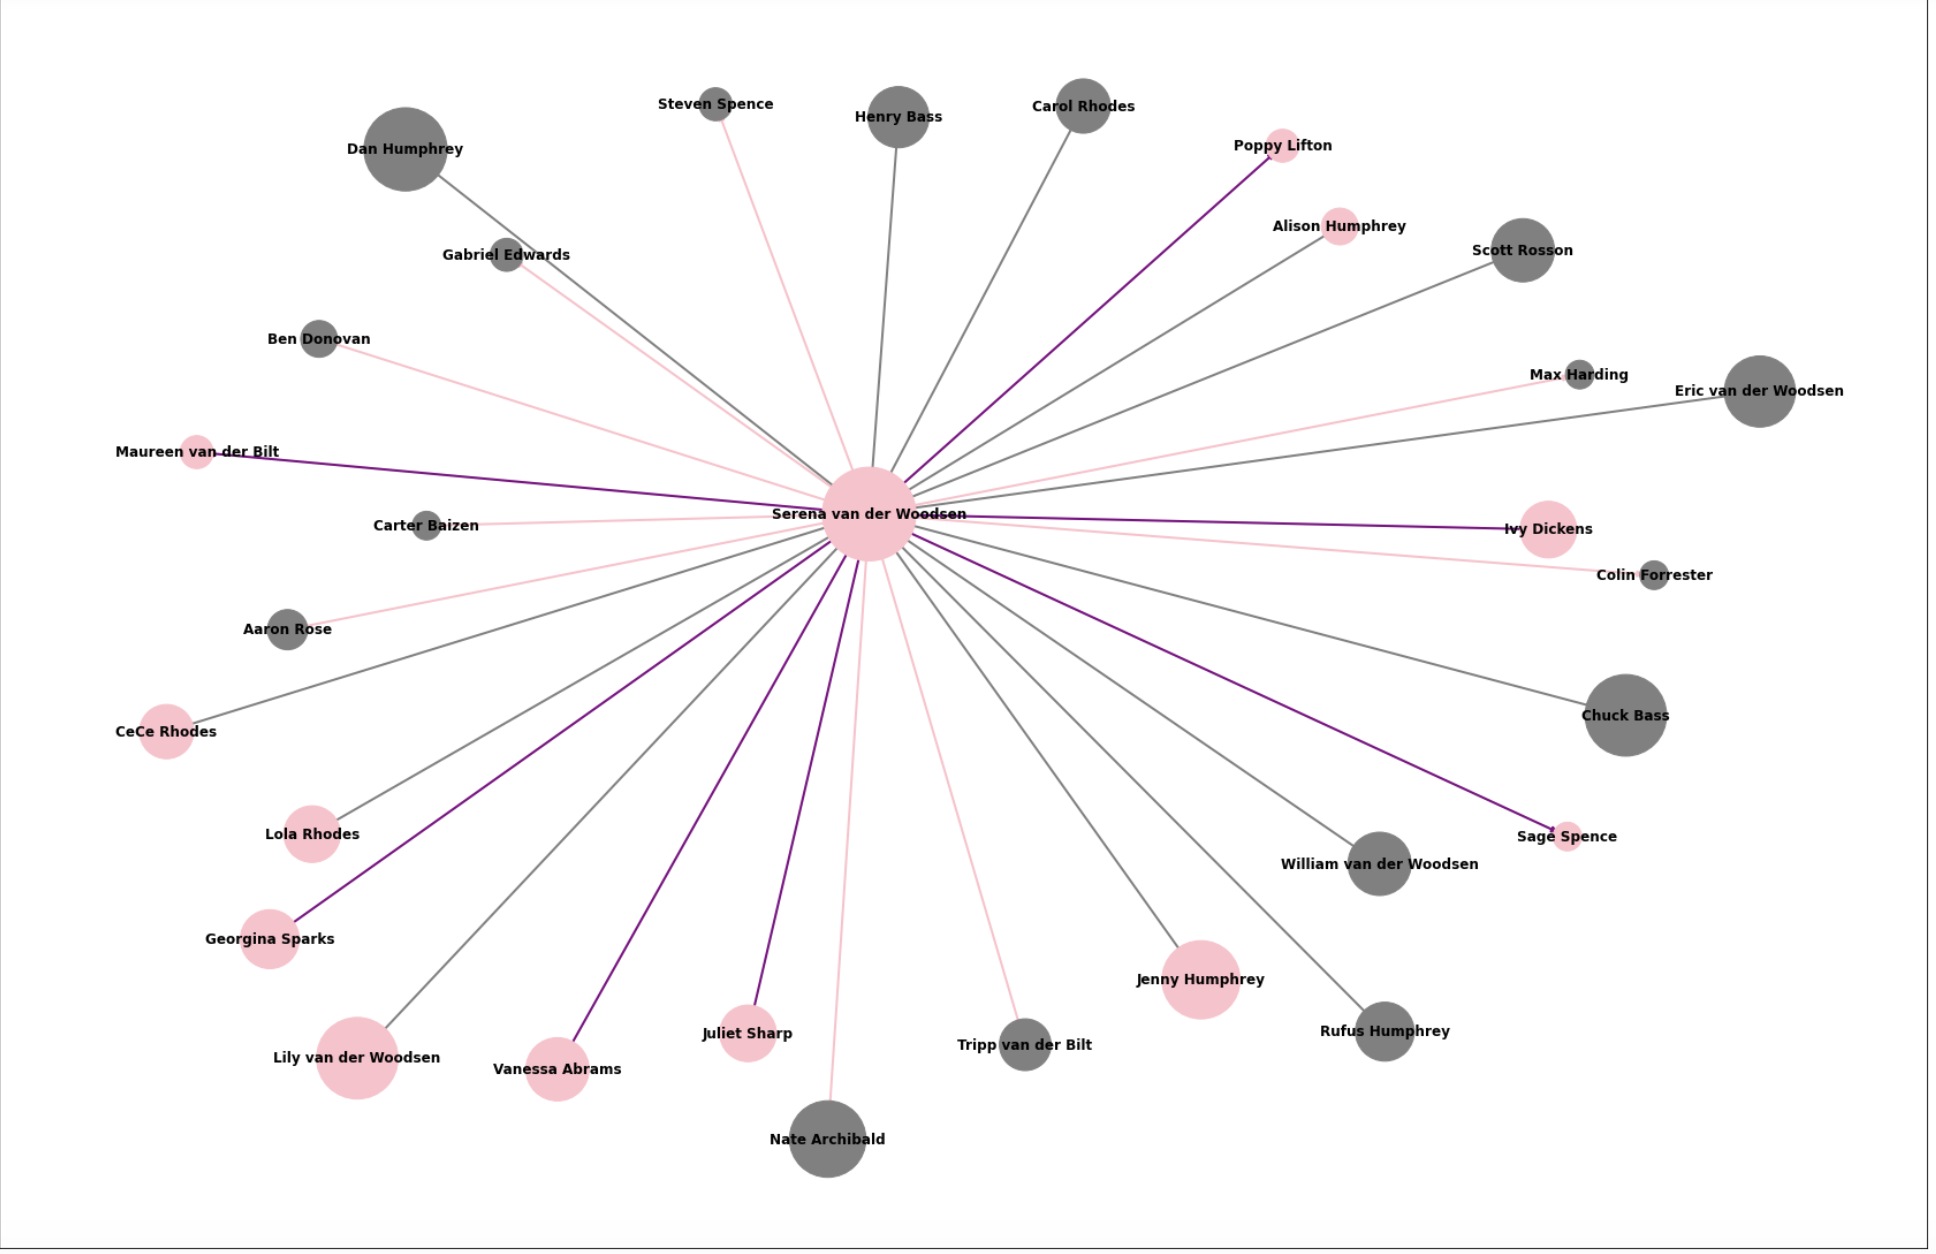 Steven Spence
Henry Bass
Carol Rhodes
Dan Humphrey
Poppy Lifton
Alison Humphrey
Scott Rosson
Gabriel Edwards
Ben Donovan
Max Harding
Eric van der Woodsen
Maureen van der Bilt
Serena van der Woodsen
Carter Baizen
Ivy Dickens
Colin Forrester
Aaron Rose
Chuck Bass
CeCe Rhodes
Lola Rhodes
Sage Spence
William van der Woodsen
Georgina Sparks
Jenny Humphrey
Rufus Humphrey
Juliet Sharp
Tripp van der Bilt
Lily van der Woodsen
Vanessa Abrams
Nate Archibald